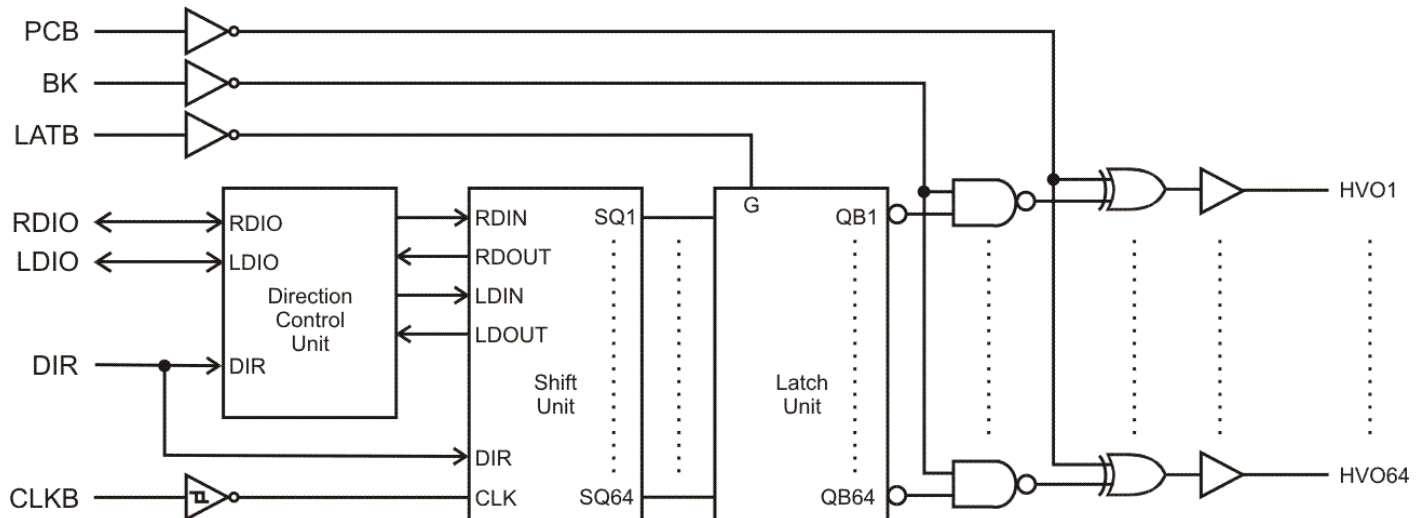 PCB
BK
LATB
RDIO
LDIO
DIR
CLKB
RDIO
LDIO
Direction
Control
Unit
DIR
RDIN
RDOUT
LDIN
LDOUT
Shift
Unit
DIR
CLK
SQ1
SQ64
G
Latch
Unit
QB1
QB64
HVO1
HVO64